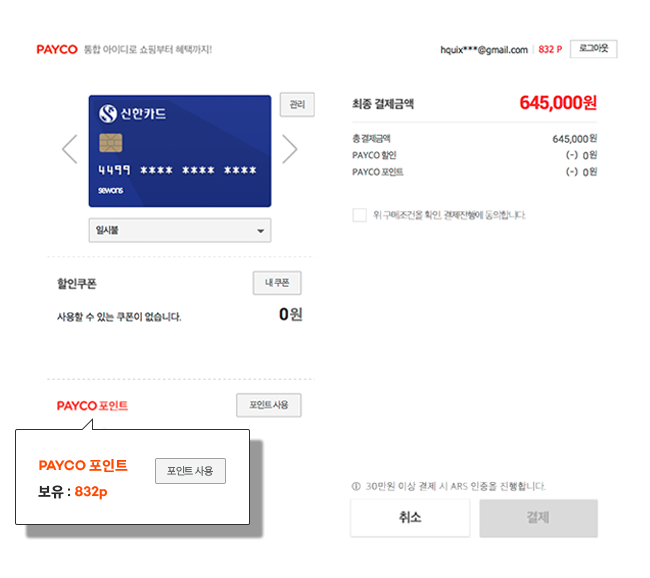 PAYCO 통합 아이디로 쇼핑부터 혜택까지!
hquix***@gmail.com 832 P 로그아웃
신한카드
4499 **** **** ****
sewons
관리
일시불
할인쿠폰
내 쿠폰
사용할 수 있는 쿠폰이 없습니다.
0원
PAYCO 포인트
포인트 사용
PAYCO 포인트
포인트 사용
보유 : 832p
최종 결제금액 645,000원
총 결제금액 645,000원
PAYCO 할인 (-) 0원
PAYCO 포인트 (-) 0원
위 구매조건을 확인, 결제진행에 동의합니다.
30만원 이상 결제 시 ARS 인증을 진행합니다.
취소
결제